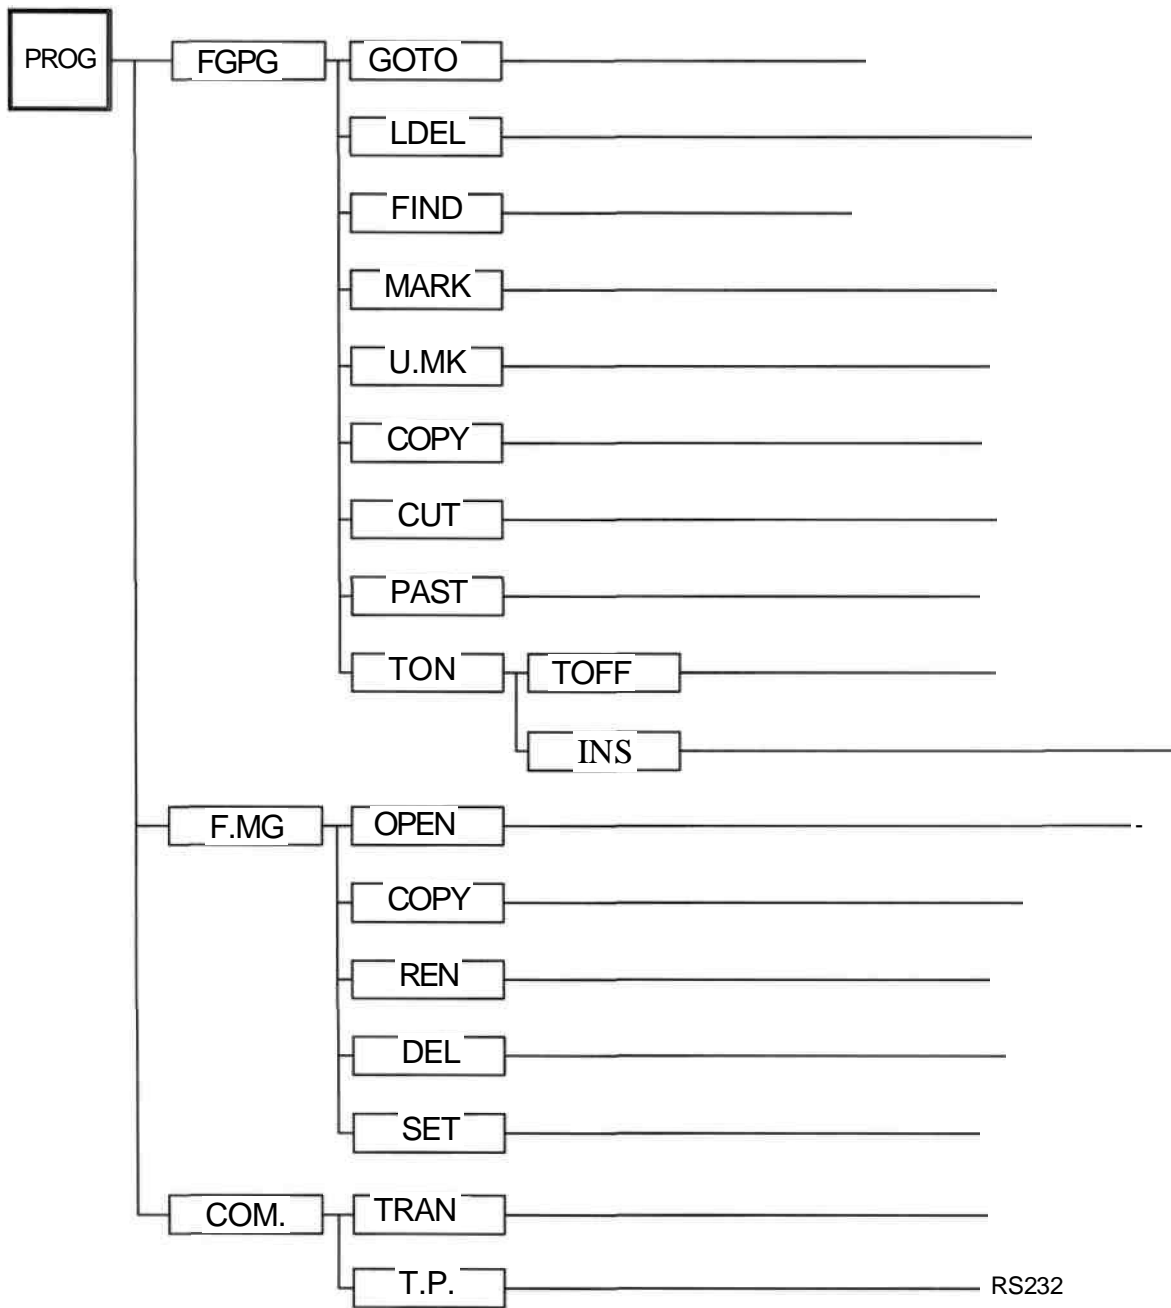 PROG
FGPG
GOTO
LDEL
FIND
MARK
U.MK
COPY
CUT
PAST
TON
TOFF
INS
F.MG
OPEN
COPY
REN
DEL
SET
COM.
TRAN
T.P.
RS232